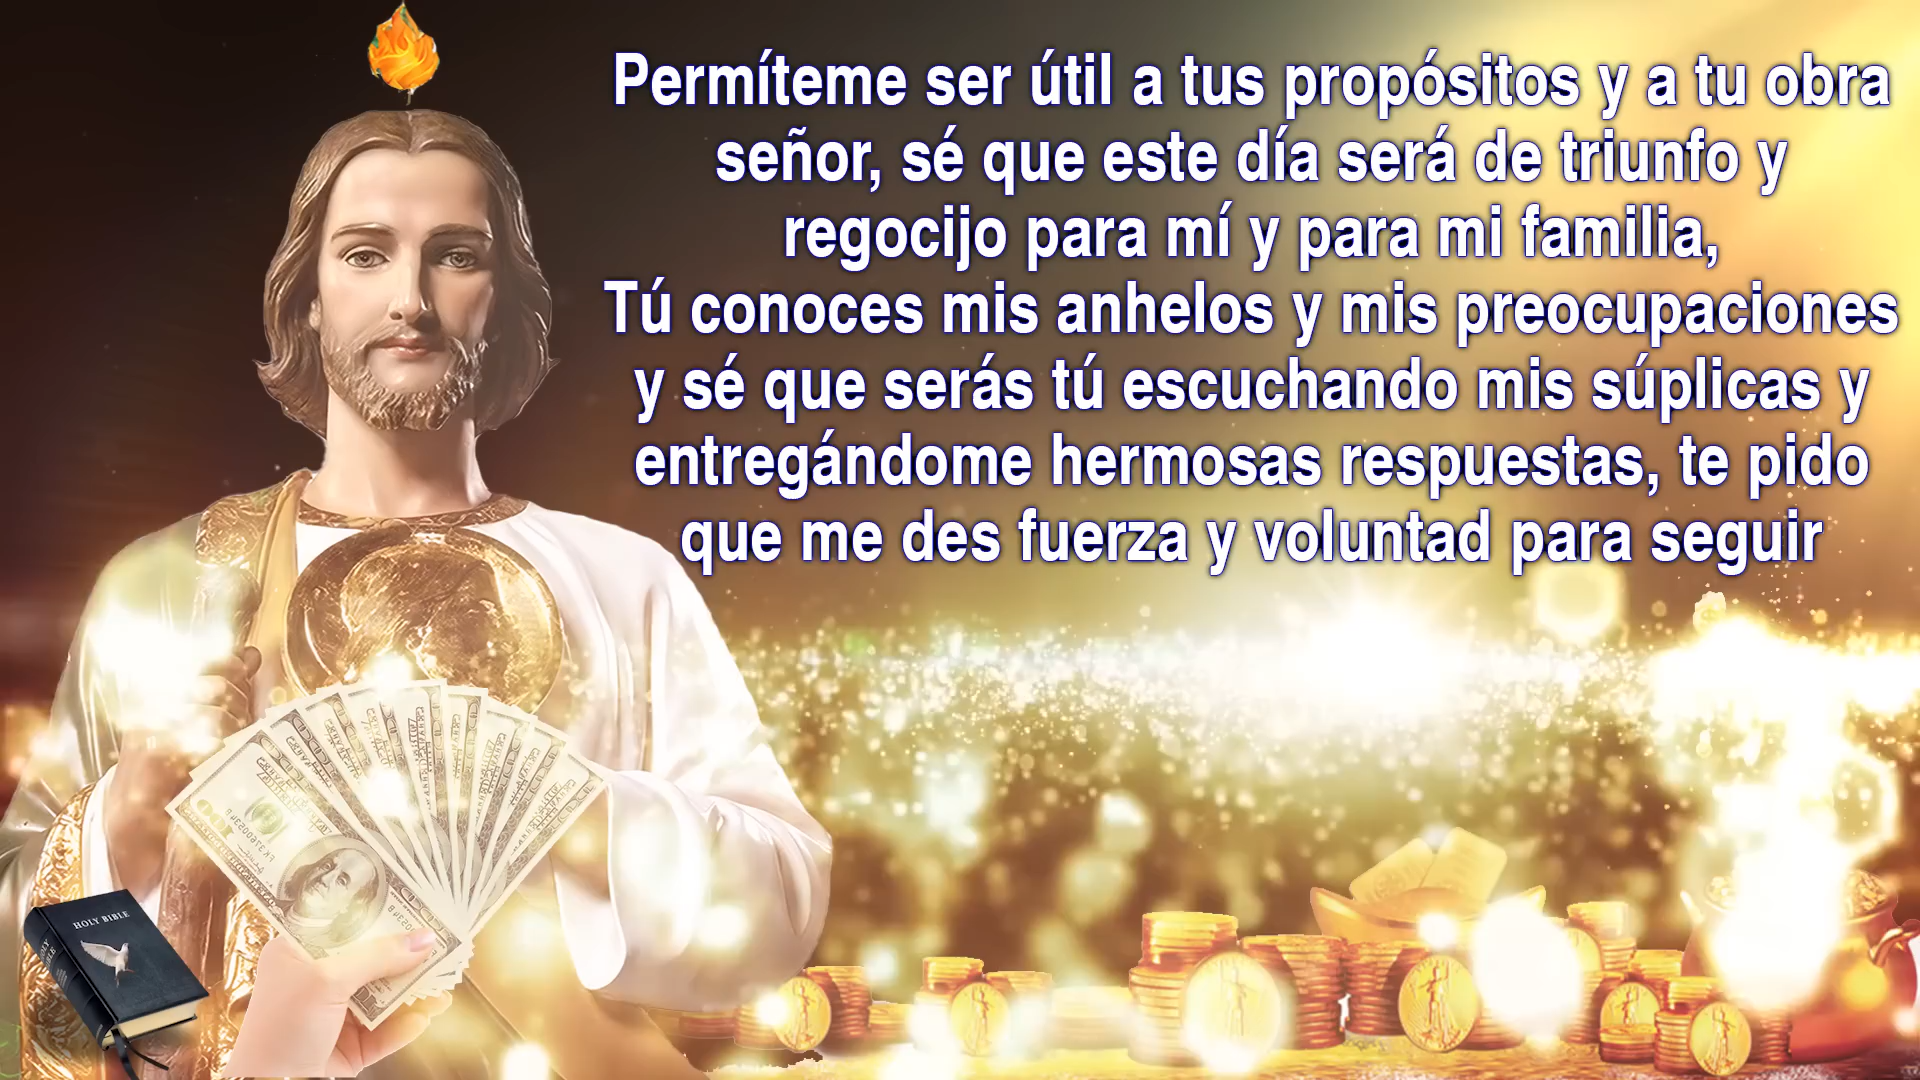 Permíteme ser útil a tus propósitos y a tu obra
señor, sé que este día será de triunfo y
regocijo para mí y para mi familia,
Tú conoces mis anhelos y mis preocupaciones
y sé que serás tú escuchando mis súplicas y
entregándome hermosas respuestas, te pido
que me des fuerza y voluntad para seguir
HOLY BIBLE